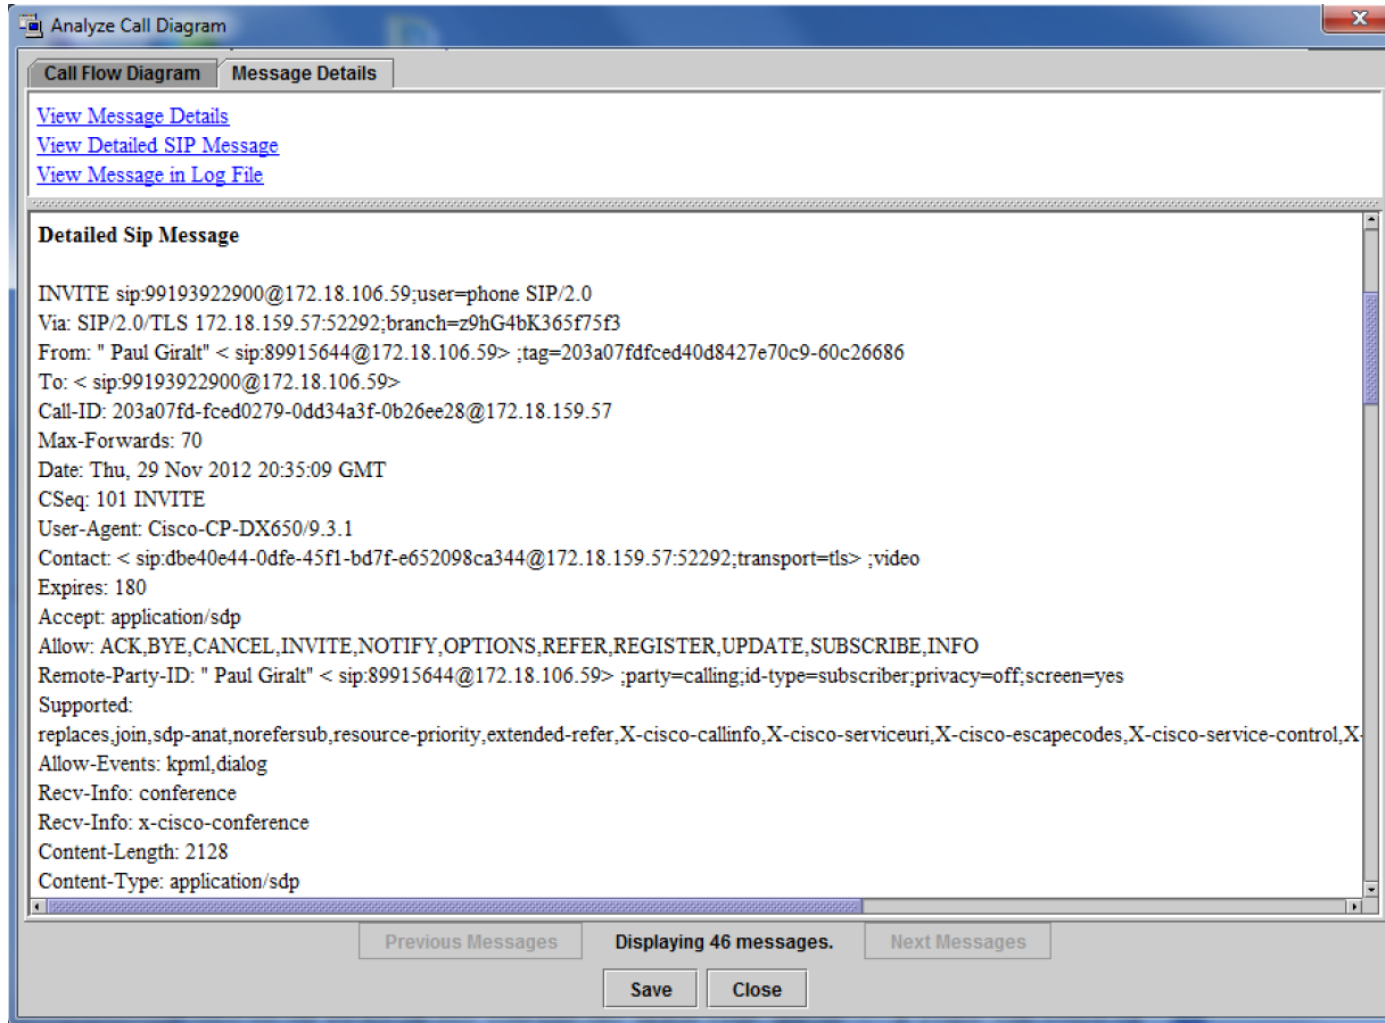 Analyze Call Diagram
Call Flow Diagram
Message Details
View Message Details
View Detailed SIP Message
View Message in Log File
Detailed Sip Message
INVITE sip:99193922900@172.18.106.59;user=phone SIP/2.0
Via: SIP/2.0/TLS 172.18.159.57:52292;branch=z9hG4bK365f75f3
From: " Paul Giralt" < sip:89915644@172.18.106.59> ;tag=203a07fdfced40d8427e70c9-60c26686
To: < sip:99193922900@172.18.106.59>
Call-ID: 203a07fd-fced0279-0dd34a3f-0b26ee28@172.18.159.57
Max-Forwards: 70
Date: Thu, 29 Nov 2012 20:35:09 GMT
CSeq: 101 INVITE
User-Agent: Cisco-CP-DX650/9.3.1
Contact: < sip:dbe40e44-0dfe-45f1-bd7f-e652098ca344@172.18.159.57:52292;transport=tls> ;video
Expires: 180
Accept: application/sdp
Allow: ACK,BYE,CANCEL,INVITE,NOTIFY,OPTIONS,REFER,REGISTER,UPDATE,SUBSCRIBE,INFO
Remote-Party-ID: " Paul Giralt" < sip:89915644@172.18.106.59> ;party=calling;id-type=subscriber;privacy=off;screen=yes
Supported:
replaces,join,sdp-anat,norefersub,resource-priority,extended-refer,X-cisco-callinfo,X-cisco-serviceuri,X-cisco-escapecodes,X-cisco-service-control,X-
Allow-Events: kpml,dialog
Recv-Info: conference
Recv-Info: x-cisco-conference
Content-Length: 2128
Content-Type: application/sdp
Previous Messages
Displaying 46 messages.
Next Messages
Save
Close